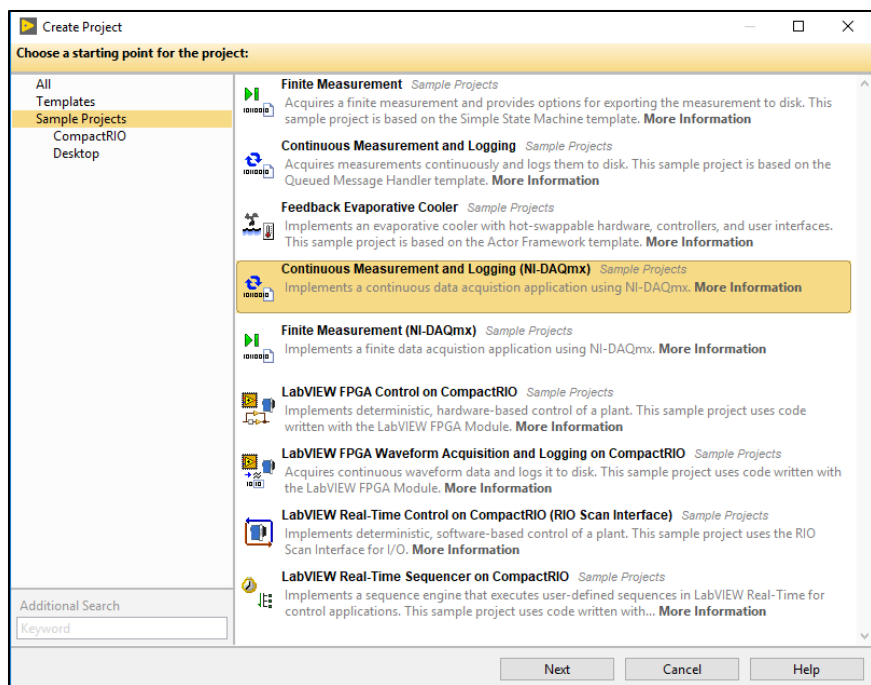 Create Project
Choose a starting point for the project:
All
Templates
Sample Projects
CompactRIO
Desktop
Additional Search
Keyword
Finite Measurement Sample Projects
Acquires a finite measurement and provides options for exporting the measurement to disk. This
sample project is based on the Simple State Machine template. More Information
Continuous Measurement and Logging Sample Projects
Acquires measurements continuously and logs them to disk. This sample project is based on the
Queued Message Handler template. More Information
Feedback Evaporative Cooler Sample Projects
Implements an evaporative cooler with hot-swappable hardware, controllers, and user interfaces.
This sample project is based on the Actor Framework template. More Information
Continuous Measurement and Logging (NI-DAQmx) Sample Projects
Implements a continuous data acquistion application using NI-DAQmx. More Information
Finite Measurement (NI-DAQmx) Sample Projects
Implements a finite data acquistion application using NI-DAQmx. More Information
LabVIEW FPGA Control on CompactRIO Sample Projects
Implements deterministic, hardware-based control of a plant. This sample project uses code
written with the LabVIEW FPGA Module. More Information
LabVIEW FPGA Waveform Acquisition and Logging on CompactRIO Sample Projects
Acquires continuous waveform data and logs it to disk. This sample project uses code written with
the LabVIEW FPGA Module. More Information
LabVIEW Real-Time Control on CompactRIO (RIO Scan Interface) Sample Projects
Implements deterministic, software-based control of a plant. This sample project uses the RIO
Scan Interface for I/O. More Information
LabVIEW Real-Time Sequencer on CompactRIO Sample Projects
Implements a sequence engine that executes user-defined sequences in LabVIEW Real-Time for
control applications. This sample project uses code written with... More Information
Next
Cancel
Help